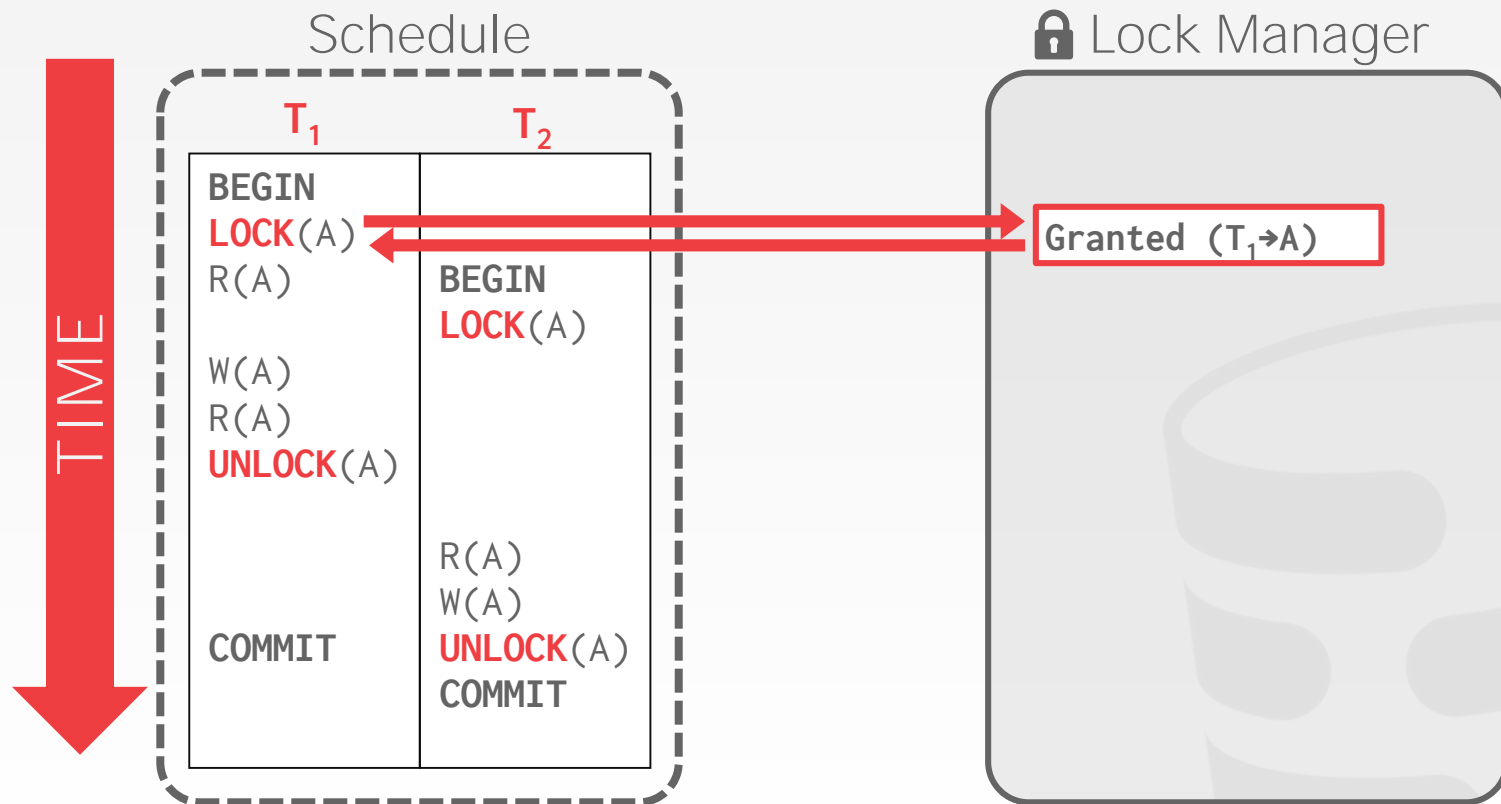 Schedule
Lock Manager
TIME
T₁ T₂
BEGIN
LOCK(A)
Granted (T₁→A)
R(A) BEGIN
LOCK(A)
W(A)
R(A)
UNLOCK(A)
R(A)
W(A)
COMMIT UNLOCK(A)
COMMIT